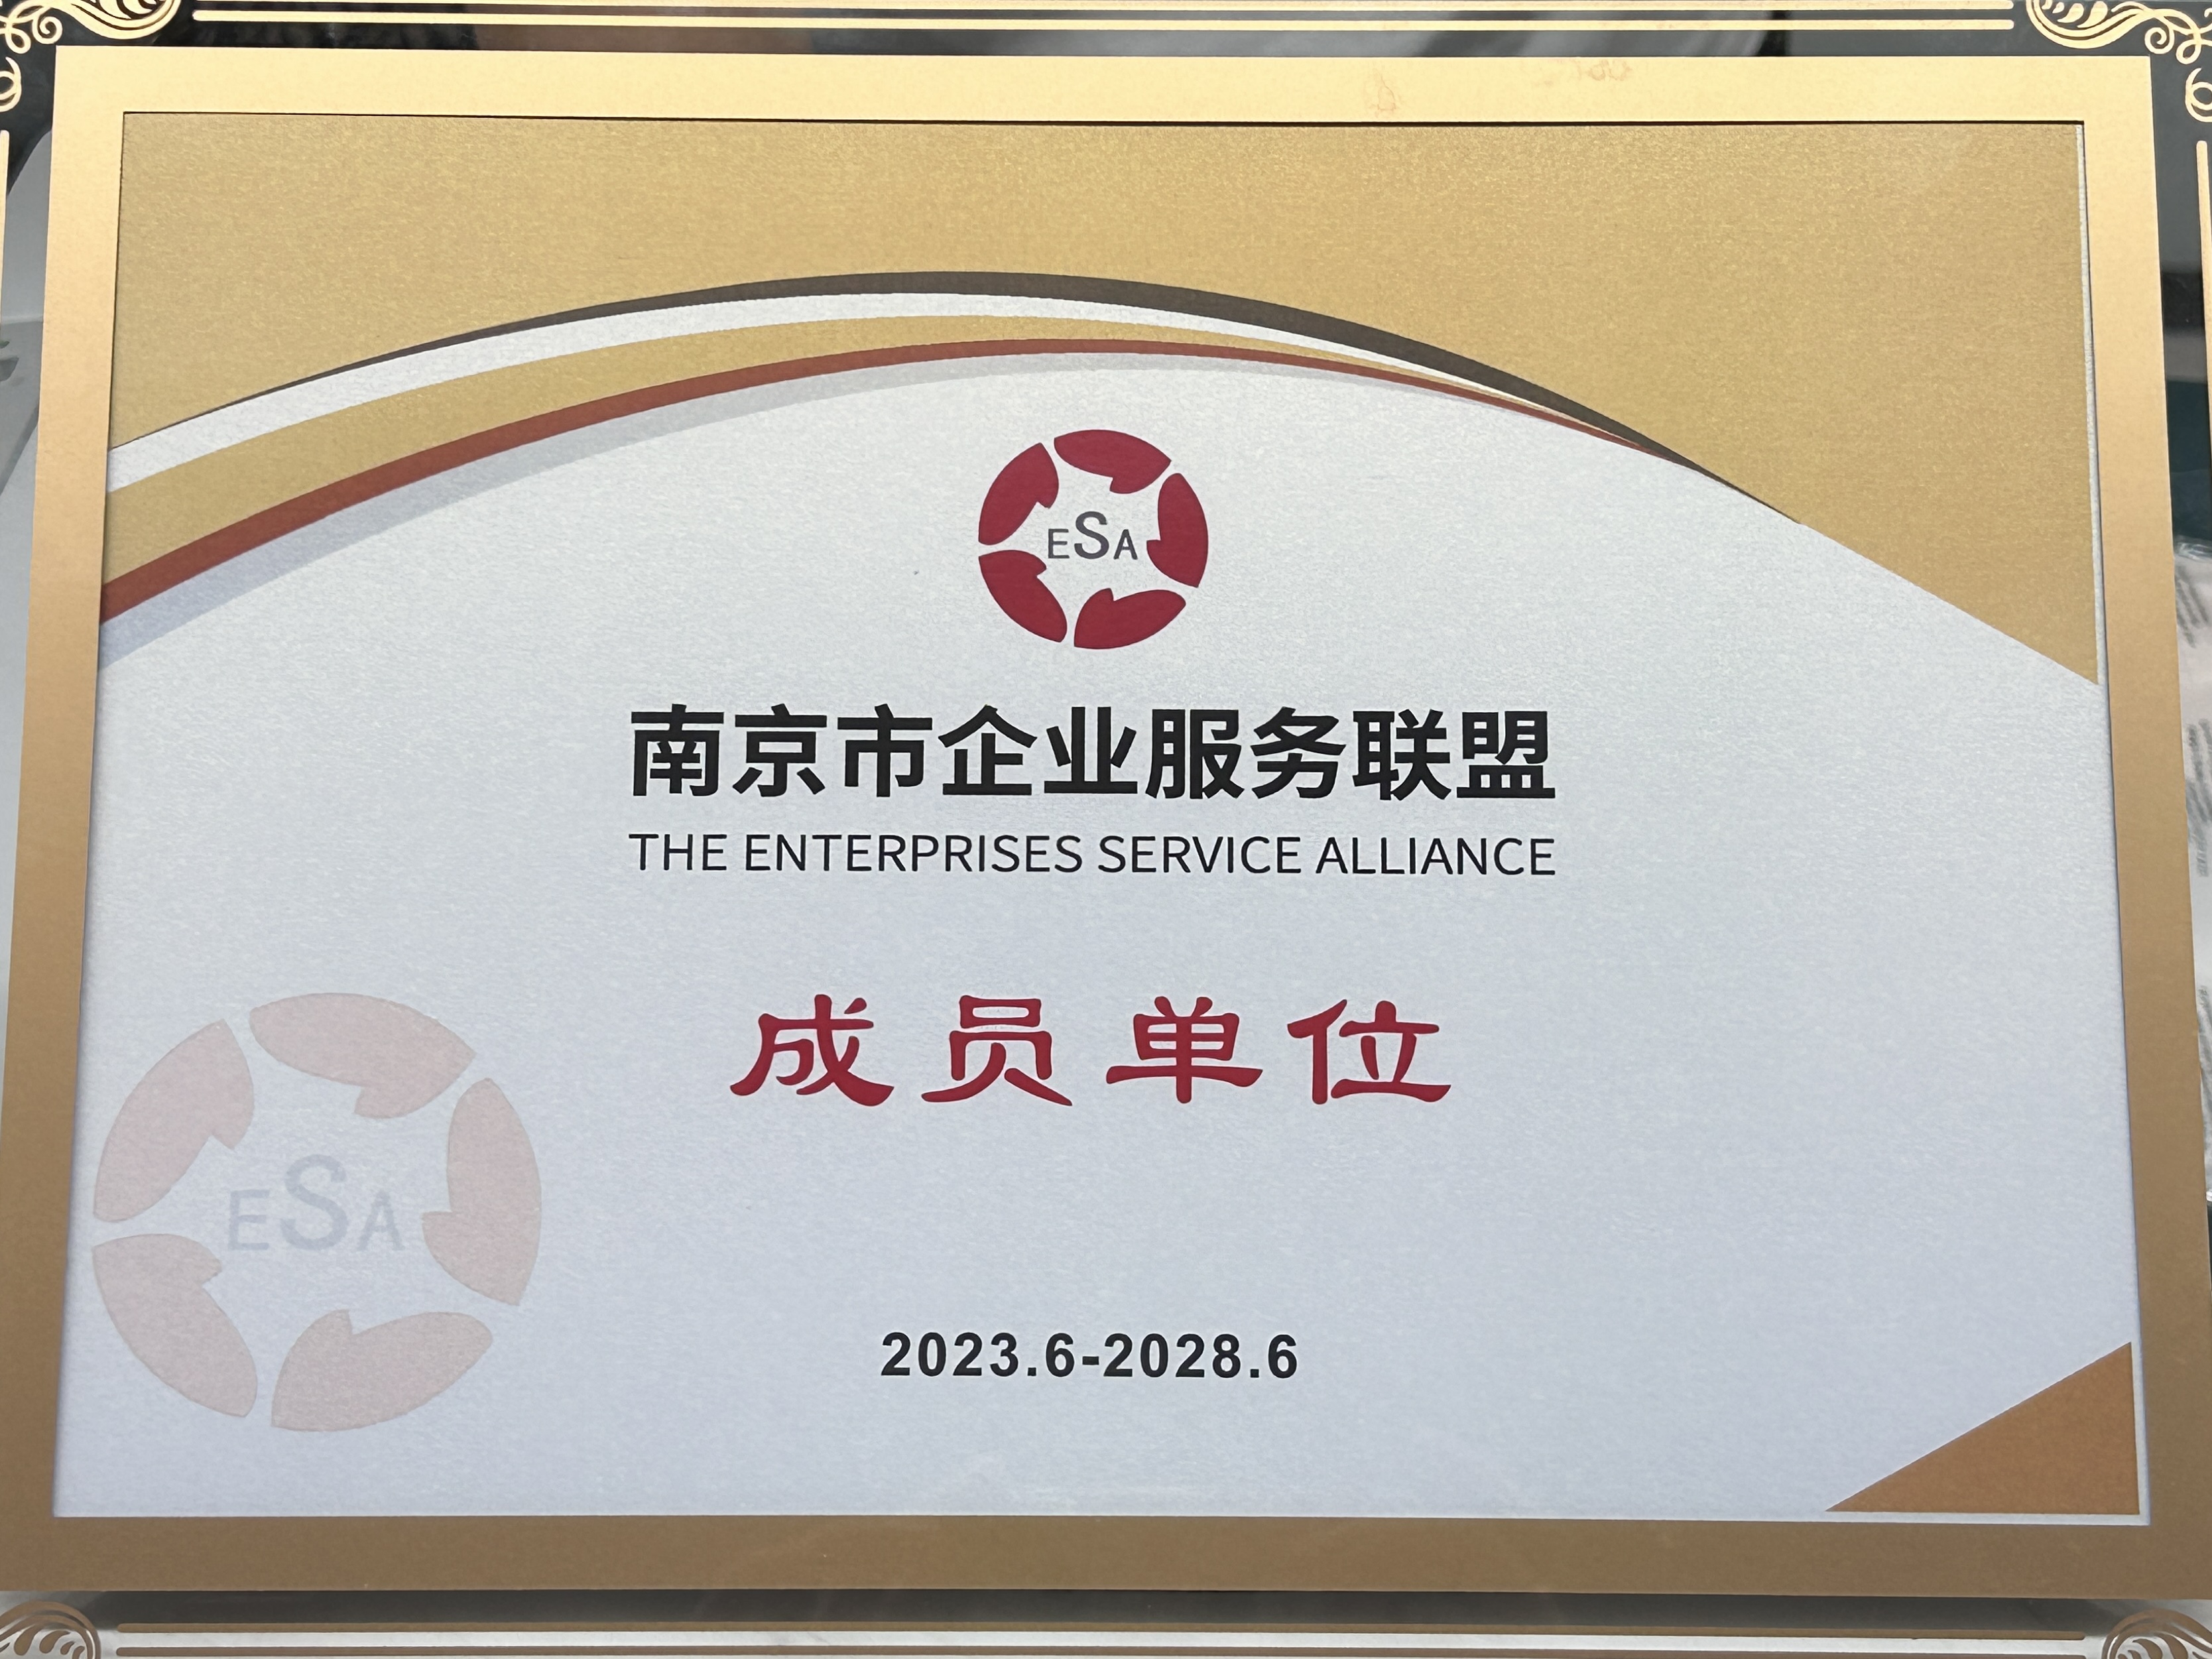 ESA
南京市企业服务联盟
THE ENTERPRISES SERVICE ALLIANCE
成员单位
ESA
2023.6-2028.6